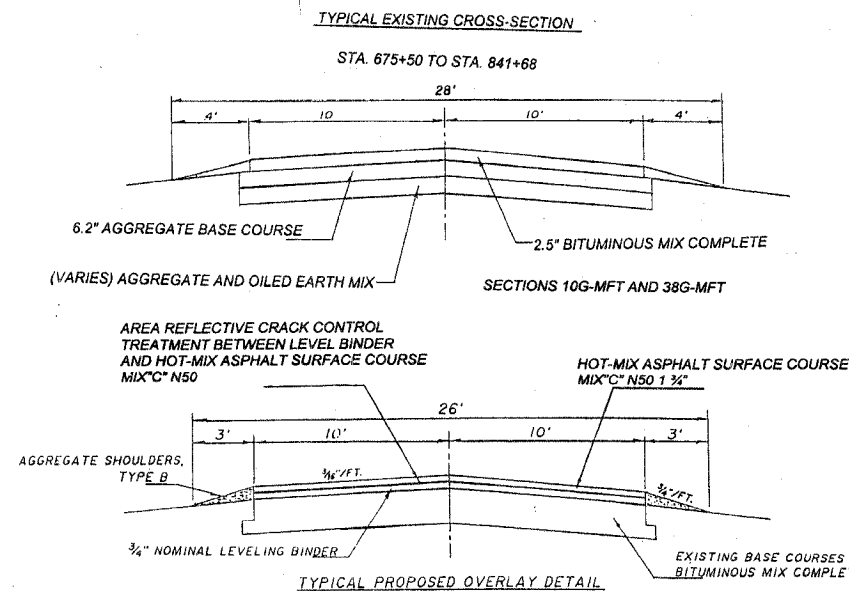 TYPICAL EXISTING CROSS-SECTION
STA. 675+50 TO STA. 841+68
28'
4'
10
10'
4'
6.2" AGGREGATE BASE COURSE
2.5" BITUMINOUS MIX COMPLETE
(VARIES) AGGREGATE AND OILED EARTH MIX
SECTIONS 10G-MFT AND 38G-MFT
AREA REFLECTIVE CRACK CONTROL
TREATMENT BETWEEN LEVEL BINDER
AND HOT-MIX ASPHALT SURFACE COURSE
MIX"C" N50
HOT-MIX ASPHALT SURFACE COURSE
MIX"C" N50 1 ¾"
26'
3'
10'
10'
3'
AGGREGATE SHOULDERS,
TYPE B
3/16"/FT.
¾"/FT.
¾" NOMINAL LEVELING BINDER
EXISTING BASE COURSES
BITUMINOUS MIX COMPLE
TYPICAL PROPOSED OVERLAY DETAIL